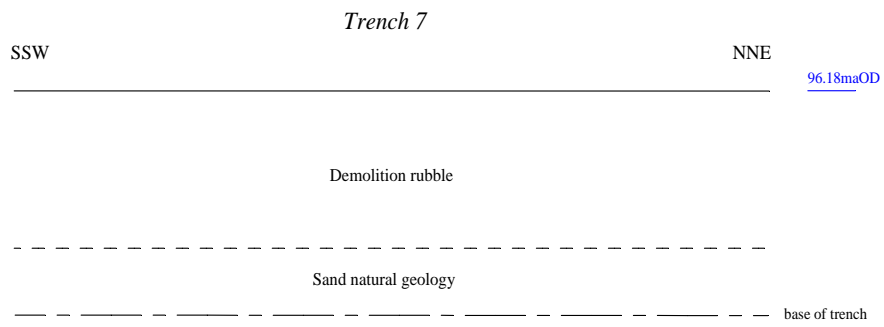 Trench 7
SSW
NNE
96.18maOD
Demolition rubble
Sand natural geology
base of trench